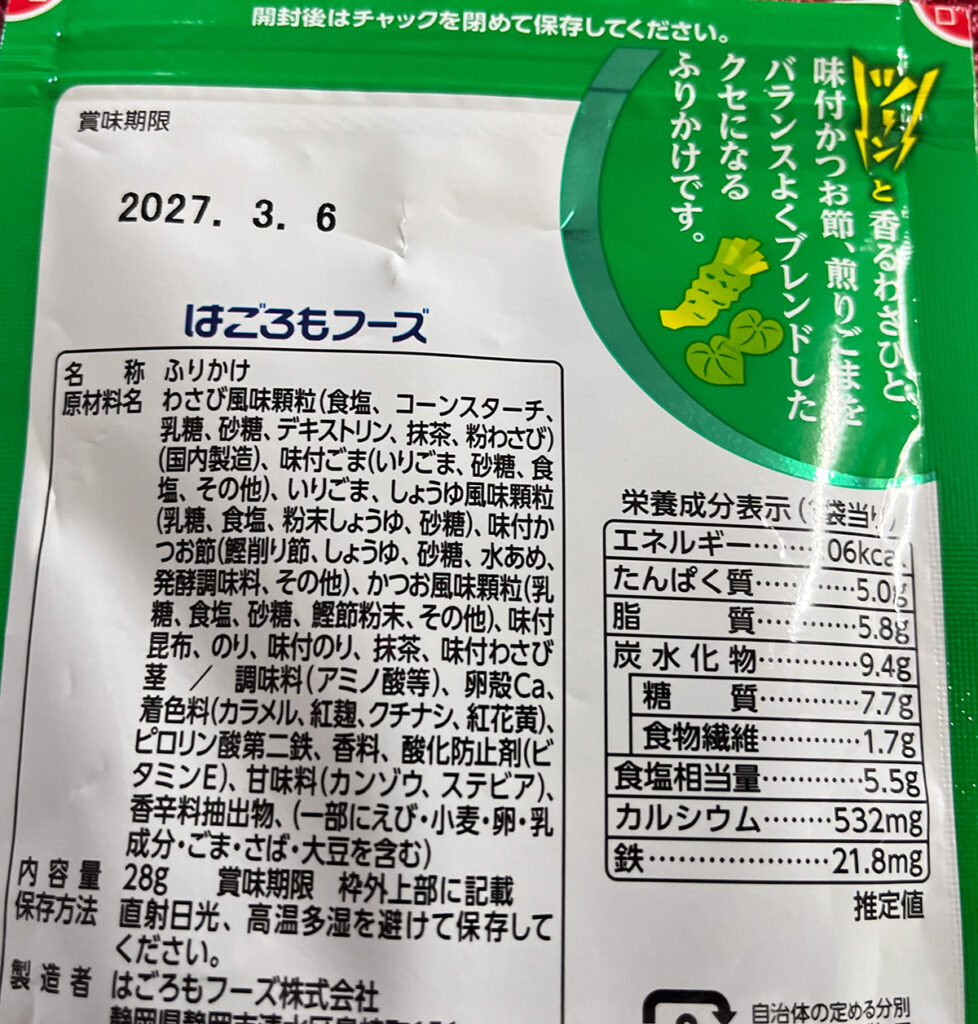 開封後はチャックを閉めて保存してください。
ツーンと香るわさびと、
味付かつお節、煎りごまを
バランスよくブレンドした
クセになる
ふりかけです。
賞味期限
2027. 3. 6
はごろもフーズ
名 称 ふりかけ
原材料名 わさび風味顆粒(食塩、コーンスターチ、
乳糖、砂糖、デキストリン、抹茶、粉わさび)
(国内製造)、味付ごま(いりごま、砂糖、食
塩、その他)、いりごま、しょうゆ風味顆粒
(乳糖、食塩、粉末しょうゆ、砂糖)、味付か
つお節(鰹削り節、しょうゆ、砂糖、水あめ、
発酵調味料、その他)、かつお風味顆粒(乳
糖、食塩、砂糖、鰹節粉末、その他)、味付
昆布、のり、味付のり、抹茶、味付わさび
茎 / 調味料(アミノ酸等)、卵殻Ca、
着色料(カラメル、紅麹、クチナシ、紅花黄)、
ピロリン酸第二鉄、香料、酸化防止剤(ビ
タミンE)、甘味料(カンゾウ、ステビア)、
香辛料抽出物、(一部にえび・小麦・卵・乳
成分・ごま・さば・大豆を含む)
内容量 28g 賞味期限 枠外上部に記載
保存方法 直射日光、高温多湿を避けて保存して
ください。
製造者 はごろもフーズ株式会社
栄養成分表示(袋当り)
エネルギー……06kcal
たんぱく質…………5.0g
脂 質…………5.8g
炭水化物…………9.4g
糖 質…………7.7g
食物繊維…………1.7g
食塩相当量…………5.5g
カルシウム………532mg
鉄…………………21.8mg
推定値
自治体の定める分別